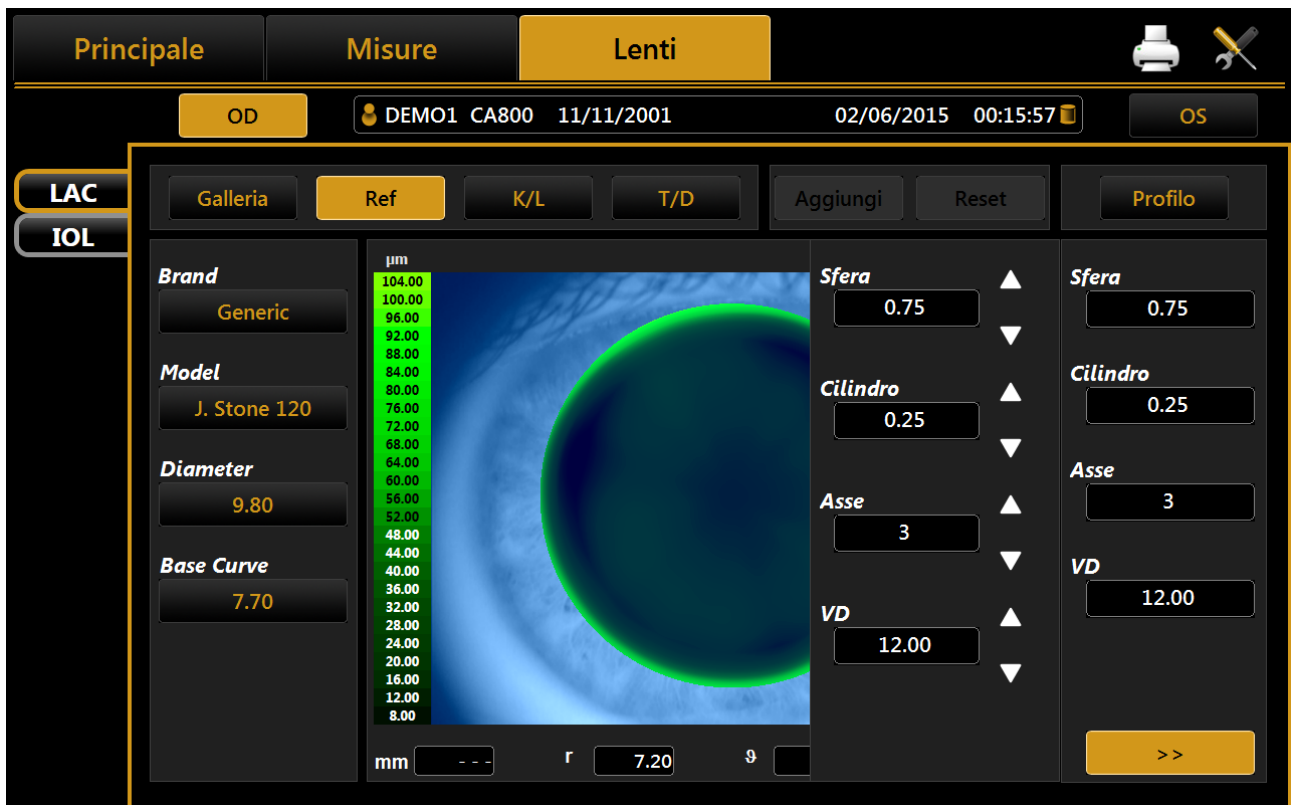 Principale
Misure
Lenti
OD
DEMO1 CA800 11/11/2001 02/06/2015 00:15:57
OS
LAC
IOL
Galleria
Ref
K/L
T/D
Aggiungi
Reset
Profilo
Brand
Generic
Model
J. Stone 120
Diameter
9.80
Base Curve
7.70
µm
104.00
100.00
96.00
92.00
88.00
84.00
80.00
76.00
72.00
68.00
64.00
60.00
56.00
52.00
48.00
44.00
40.00
36.00
32.00
28.00
24.00
20.00
16.00
12.00
8.00
mm - - - r 7.20 ϑ
Sfera
0.75
Cilindro
0.25
Asse
3
VD
12.00
Sfera
0.75
Cilindro
0.25
Asse
3
VD
12.00
>>